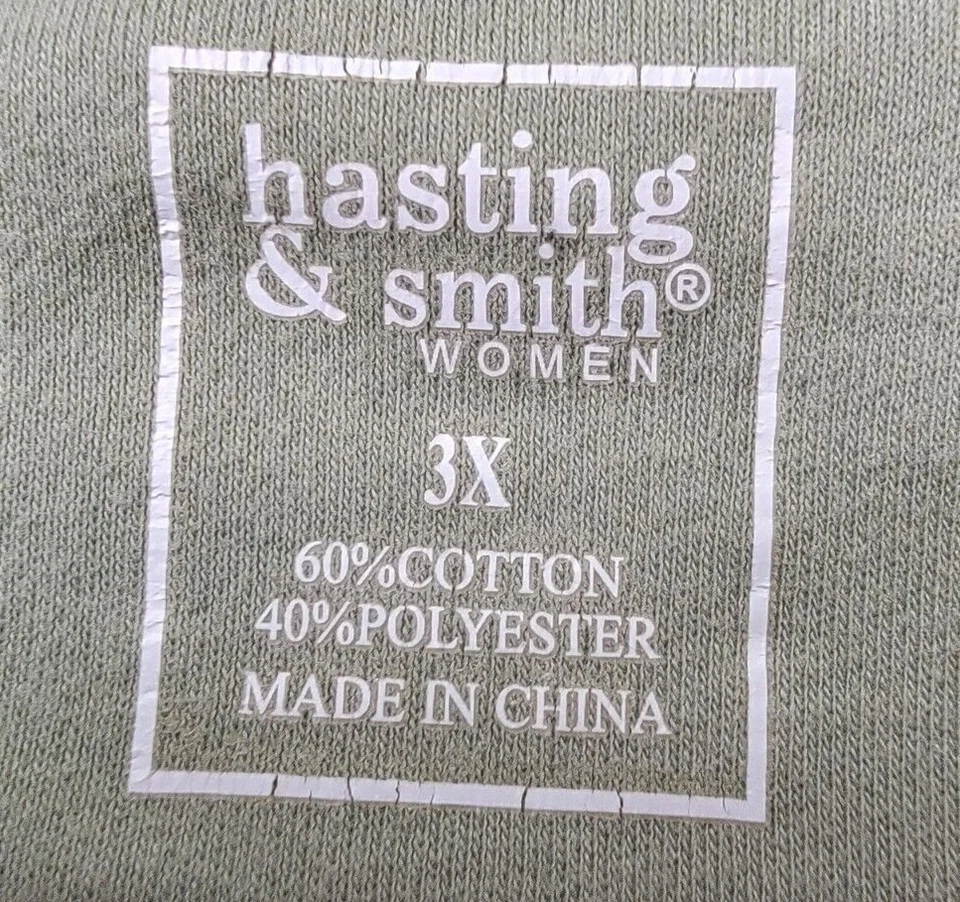 hasting
& smith®
WOMEN
3X
60%COTTON
40%POLYESTER
MADE IN CHINA